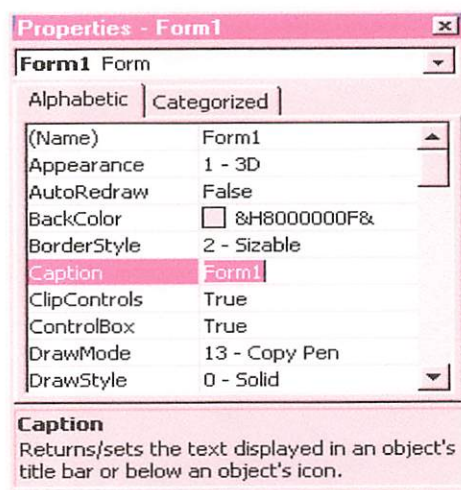 Properties - Form1
Form1 Form
Alphabetic Categorized
(Name) Form1
Appearance 1 - 3D
AutoRedraw False
BackColor &H8000000F&
BorderStyle 2 - Sizable
Caption Form1
ClipControls True
ControlBox True
DrawMode 13 - Copy Pen
DrawStyle 0 - Solid
Caption
Returns/sets the text displayed in an object's
title bar or below an object's icon.